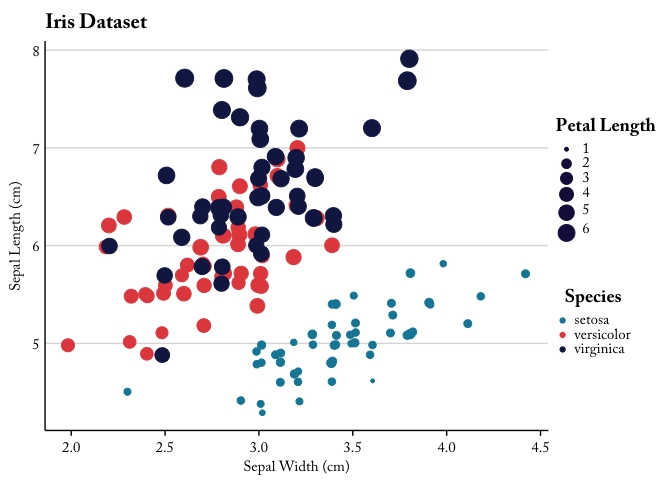 Iris Dataset
8
7
6
5
Sepal Length (cm)
2.0 2.5 3.0 3.5 4.0 4.5
Sepal Width (cm)
Petal Length
1
2
3
4
5
6
Species
setosa
versicolor
virginica